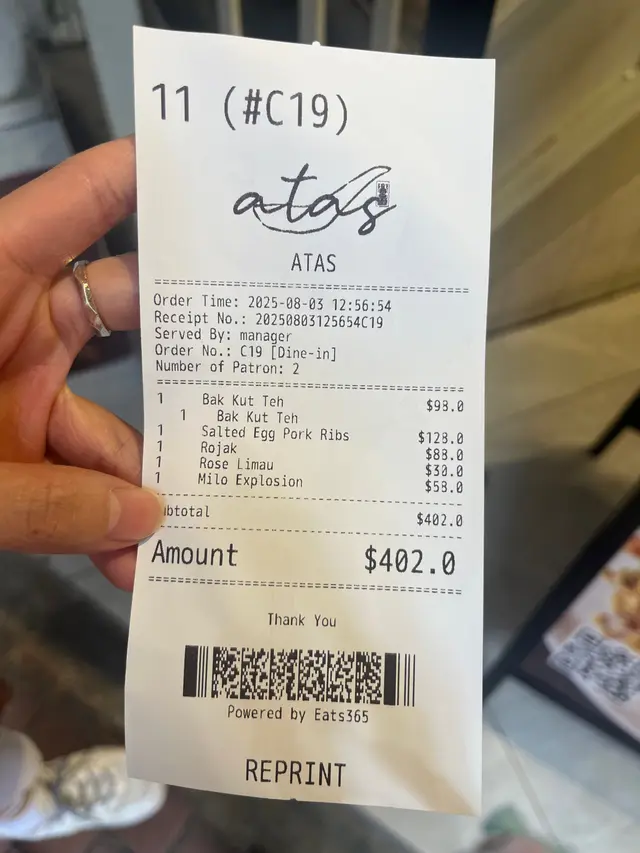 11 (#C19)
atas
ATAS
Order Time: 2025-08-03 12:56:54
Receipt No.: 20250803125654C19
Served By: manager
Order No.: C19 [Dine-in]
Number of Patron: 2
1 Bak Kut Teh $98.0
1 Bak Kut Teh
1 Salted Egg Pork Ribs $128.0
1 Rojak $88.0
1 Rose Limau $30.0
1 Milo Explosion $58.0
btotal $402.0
Amount $402.0
Thank You
Powered by Eats365
REPRINT